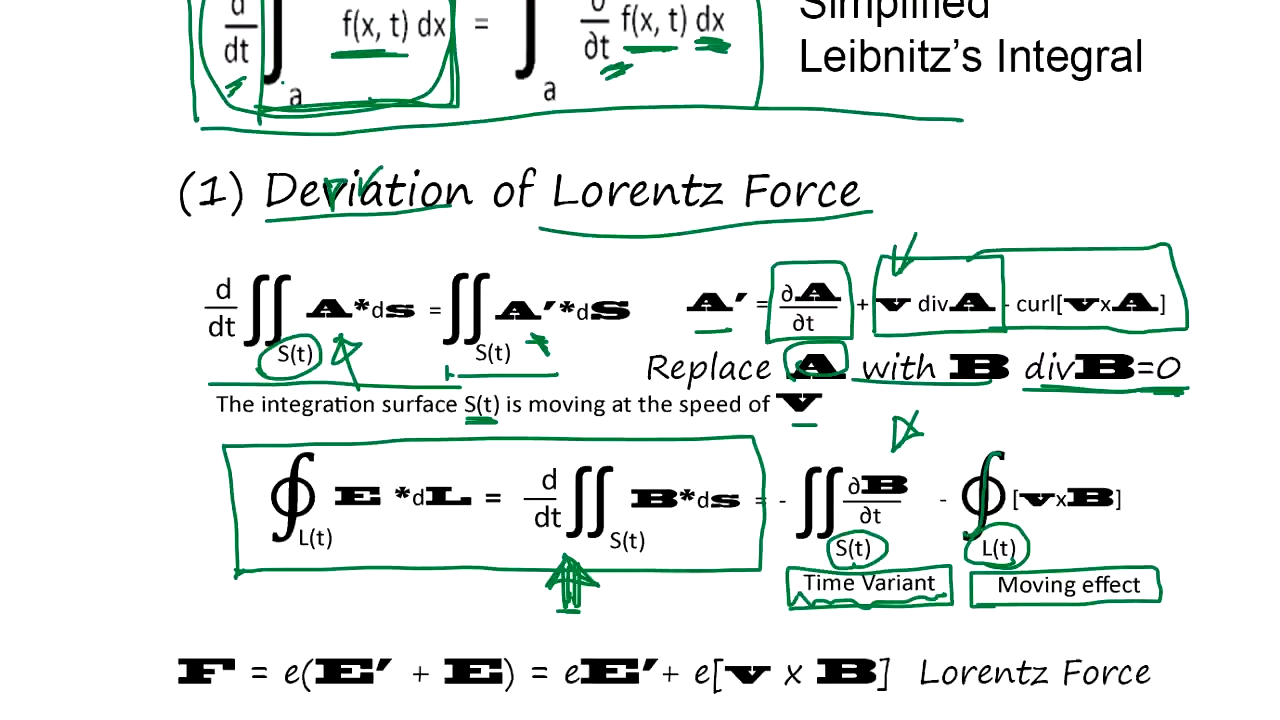 d/dt ∫a f(x, t) dx = ∫a ∂/∂t f(x, t) dx
Simplified
Leibnitz's Integral
(1) Deviation of Lorentz Force
d/dt ∬S(t) A*ds = ∬S(t) A′*dS A′ = ∂A/∂t + v divA - curl[vxA]
Replace A with B divB=0
The integration surface S(t) is moving at the speed of v
∮L(t) E *dL = d/dt ∬S(t) B*ds = - ∬S(t) ∂B/∂t - ∮L(t) [vxB]
Time Variant Moving effect
F = e(E′ + E) = eE′+ e[v x B] Lorentz Force